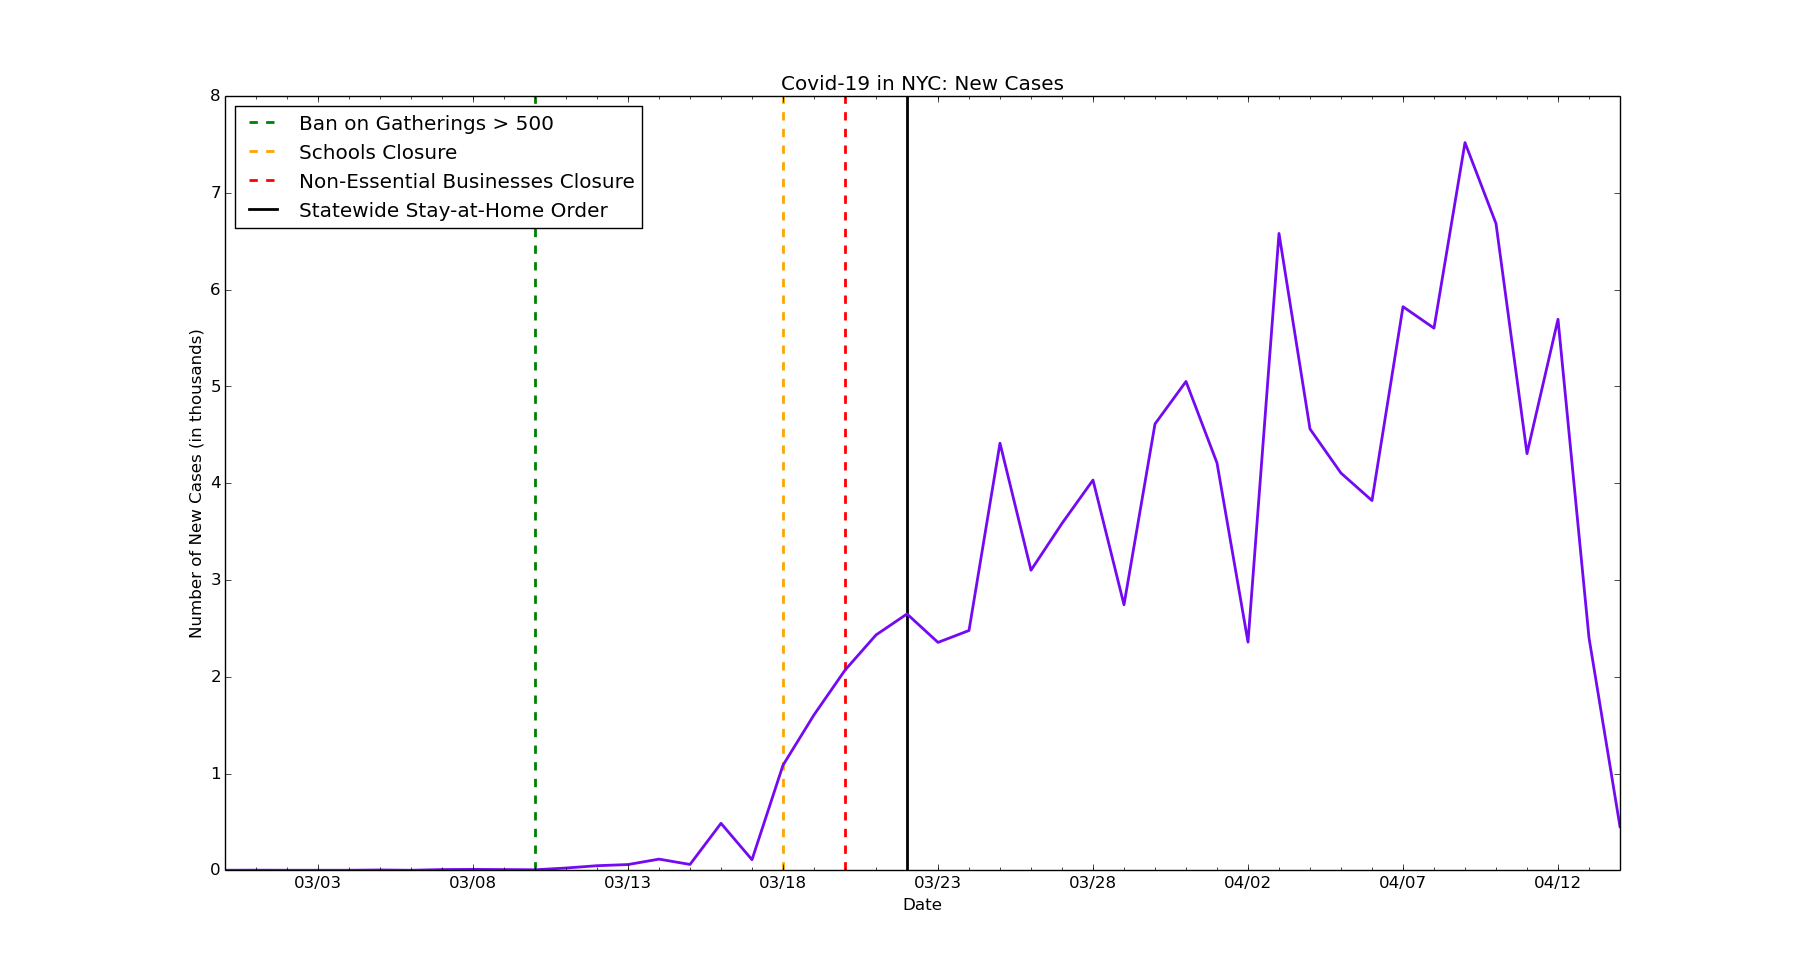 Covid-19 in NYC: New Cases
Ban on Gatherings > 500
Schools Closure
Non-Essential Businesses Closure
Statewide Stay-at-Home Order
Number of New Cases (in thousands)
8
7
6
5
4
3
2
1
0
03/03 03/08 03/13 03/18 03/23 03/28 04/02 04/07 04/12
Date